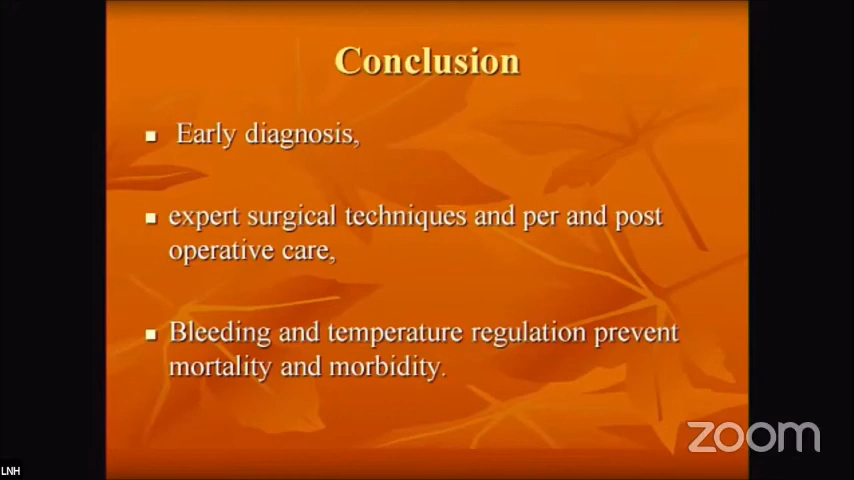 Conclusion
Early diagnosis,
expert surgical techniques and per and post
operative care,
Bleeding and temperature regulation prevent
mortality and morbidity.
zoom
LNH